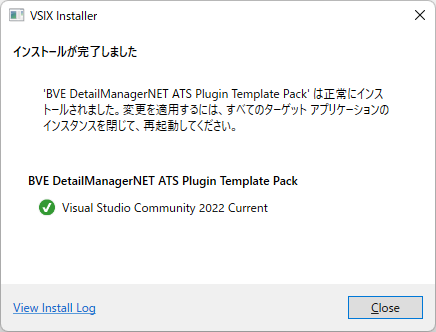 VSIX Installer
インストールが完了しました
'BVE DetailManagerNET ATS Plugin Template Pack' は正常にインス
トールされました。変更を適用するには、すべてのターゲット アプリケーションの
インスタンスを閉じて、再起動してください。
BVE DetailManagerNET ATS Plugin Template Pack
Visual Studio Community 2022 Current
View Install Log
Close